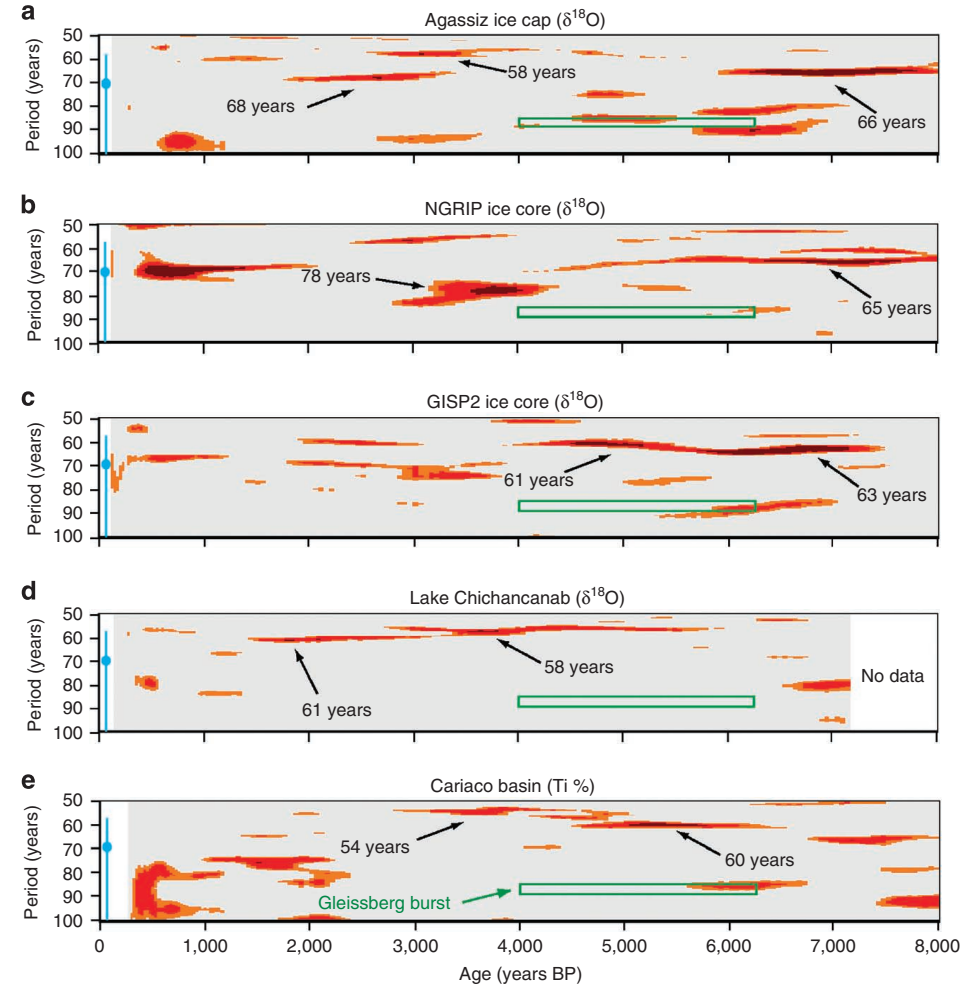 a
Agassiz ice cap (δ¹⁸O)
Period (years)
50
60
70
80
90
100
68 years
58 years
66 years
b
NGRIP ice core (δ¹⁸O)
Period (years)
50
60
70
80
90
100
78 years
65 years
c
GISP2 ice core (δ¹⁸O)
Period (years)
50
60
70
80
90
100
61 years
63 years
d
Lake Chichancanab (δ¹⁸O)
Period (years)
50
60
70
80
90
100
61 years
58 years
No data
e
Cariaco basin (Ti %)
Period (years)
50
60
70
80
90
100
54 years
60 years
Gleissberg burst
0 1,000 2,000 3,000 4,000 5,000 6,000 7,000 8,000
Age (years BP)